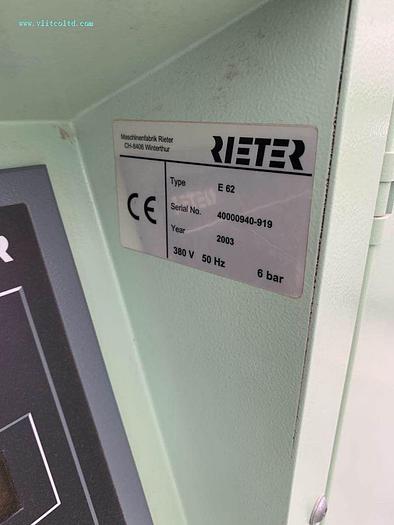 www.vlitcoltd.com
Maschinenfabrik Rieter
CH-8406 Winterthur
RIETER
CE
Type E 62
Serial No. 40000940-919
Year 2003
380 V 50 Hz 6 bar
R